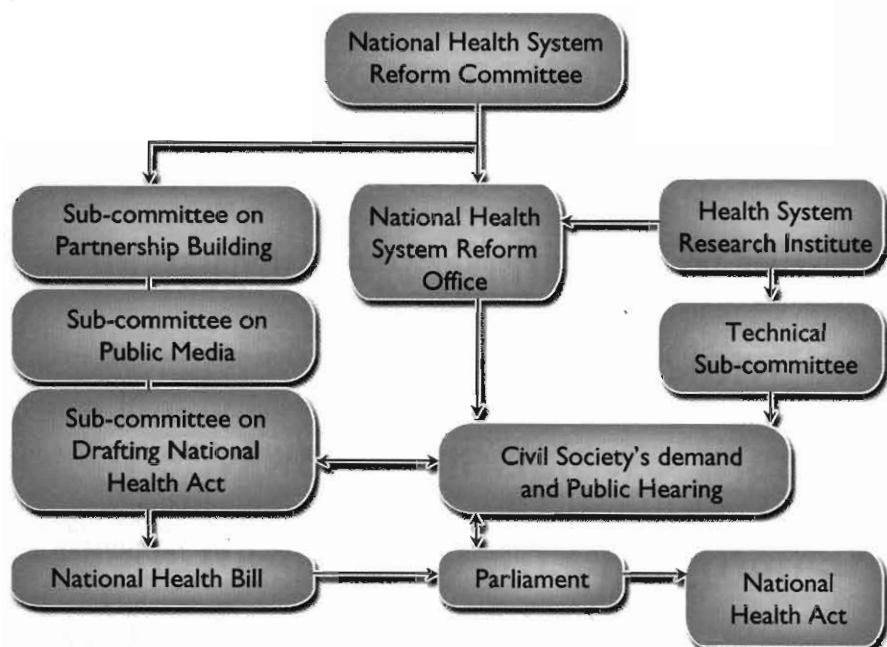 National Health System
Reform Committee
Sub-committee on
Partnership Building
National Health
System Reform
Office
Health System
Research Institute
Sub-committee on
Public Media
Technical
Sub-committee
Sub-committee on
Drafting National
Health Act
Civil Society's demand
and Public Hearing
National Health Bill
Parliament
National
Health Act